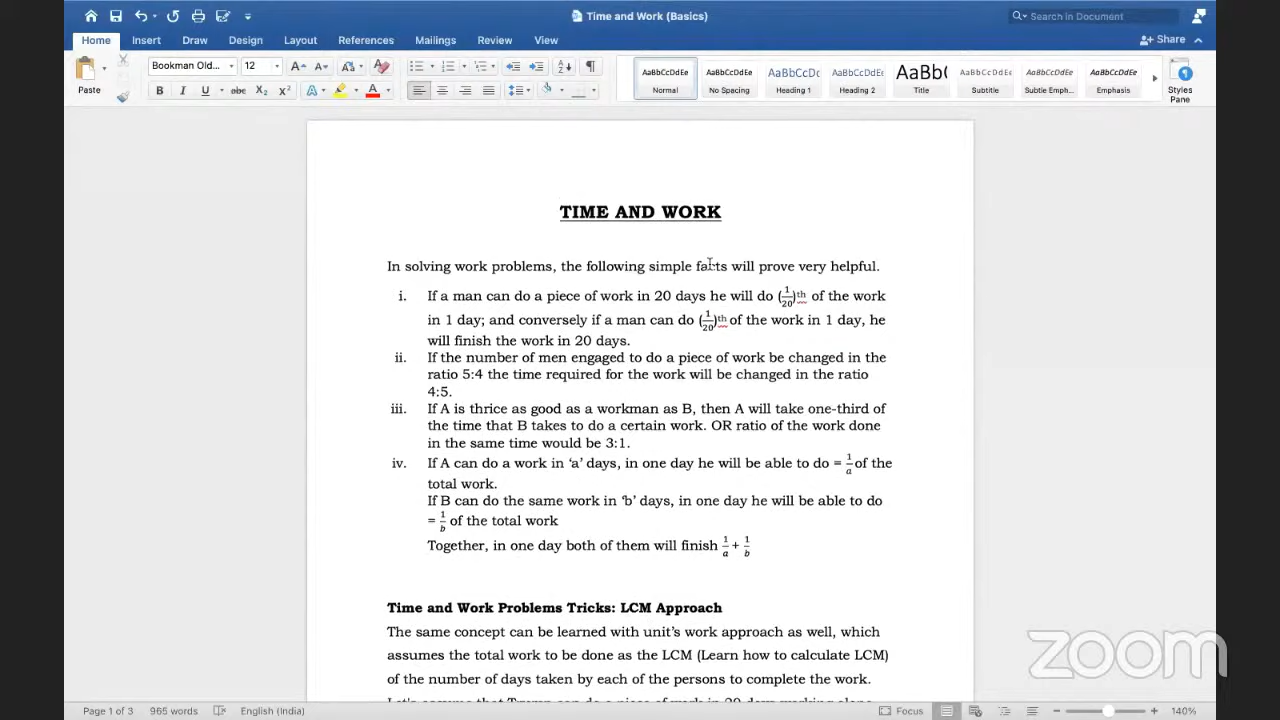 Time and Work (Basics)
Search in Document
Home Insert Draw Design Layout References Mailings Review View
Share
Paste
Bookman Old... 12
AaBbCcDdEe AaBbCcDdEe AaBbCcDc AaBbCcDdEe AaBb( AaBbCcDdEe AaBbCcDdEe AaBbCcDdEe
Normal No Spacing Heading 1 Heading 2 Title Subtitle Subtle Emph... Emphasis
Styles
Pane
TIME AND WORK
In solving work problems, the following simple facts will prove very helpful.
i. If a man can do a piece of work in 20 days he will do (1/20)th of the work
in 1 day; and conversely if a man can do (1/20)th of the work in 1 day, he
will finish the work in 20 days.
ii. If the number of men engaged to do a piece of work be changed in the
ratio 5:4 the time required for the work will be changed in the ratio
4:5.
iii. If A is thrice as good as a workman as B, then A will take one-third of
the time that B takes to do a certain work. OR ratio of the work done
in the same time would be 3:1.
iv. If A can do a work in ‘a’ days, in one day he will be able to do = 1/a of the
total work.
If B can do the same work in ‘b’ days, in one day he will be able to do
= 1/b of the total work
Together, in one day both of them will finish 1/a + 1/b
Time and Work Problems Tricks: LCM Approach
The same concept can be learned with unit’s work approach as well, which
assumes the total work to be done as the LCM (Learn how to calculate LCM)
of the number of days taken by each of the persons to complete the work.
zoom
Page 1 of 3 965 words English (India) Focus 140%